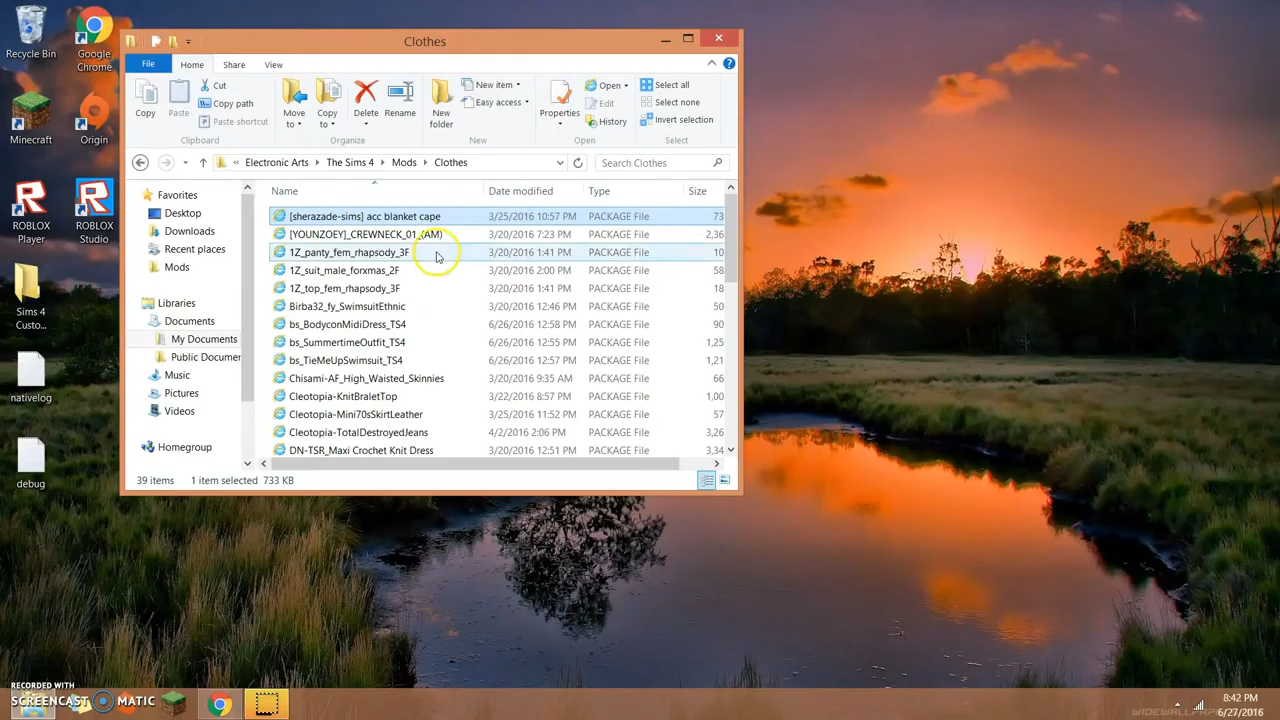 Recycle Bin
Google
Chrome
Minecraft
Origin
ROBLOX
Player
ROBLOX
Studio
Sims 4
Custo...
nativelog
debug
Clothes
File
Home
Share
View
Copy
Paste
Cut
Copy path
Paste shortcut
Clipboard
Move
to
Copy
to
Delete
Rename
Organize
New
folder
New item
Easy access
New
Properties
Open
Edit
History
Open
Select all
Select none
Invert selection
Select
« Electronic Arts › The Sims 4 › Mods › Clothes
Search Clothes
Favorites
Desktop
Downloads
Recent places
Mods
Libraries
Documents
My Documents
Public Documen
Music
Pictures
Videos
Homegroup
Name Date modified Type Size
[sherazade-sims] acc blanket cape 3/25/2016 10:57 PM PACKAGE File 73
[YOUNZOEY]_CREWNECK_01_(AM) 3/20/2016 7:23 PM PACKAGE File 2,36
1Z_panty_fem_rhapsody_3F 3/20/2016 1:41 PM PACKAGE File 10
1Z_suit_male_forxmas_2F 3/20/2016 2:00 PM PACKAGE File 58
1Z_top_fem_rhapsody_3F 3/20/2016 1:41 PM PACKAGE File 18
Birba32_fy_SwimsuitEthnic 3/20/2016 12:46 PM PACKAGE File 50
bs_BodyconMidiDress_TS4 6/26/2016 12:58 PM PACKAGE File 90
bs_SummertimeOutfit_TS4 6/26/2016 12:55 PM PACKAGE File 1,25
bs_TieMeUpSwimsuit_TS4 6/26/2016 12:57 PM PACKAGE File 1,21
Chisami-AF_High_Waisted_Skinnies 3/20/2016 9:35 AM PACKAGE File 66
Cleotopia-KnitBraletTop 3/22/2016 8:57 PM PACKAGE File 1,00
Cleotopia-Mini70sSkirtLeather 3/25/2016 11:52 PM PACKAGE File 57
Cleotopia-TotalDestroyedJeans 4/2/2016 2:06 PM PACKAGE File 3,26
DN-TSR_Maxi Crochet Knit Dress 3/20/2016 12:51 PM PACKAGE File 3,34
39 items 1 item selected 733 KB
RECORDED WITH
SCREENCAST MATIC
8:42 PM
6/27/2016